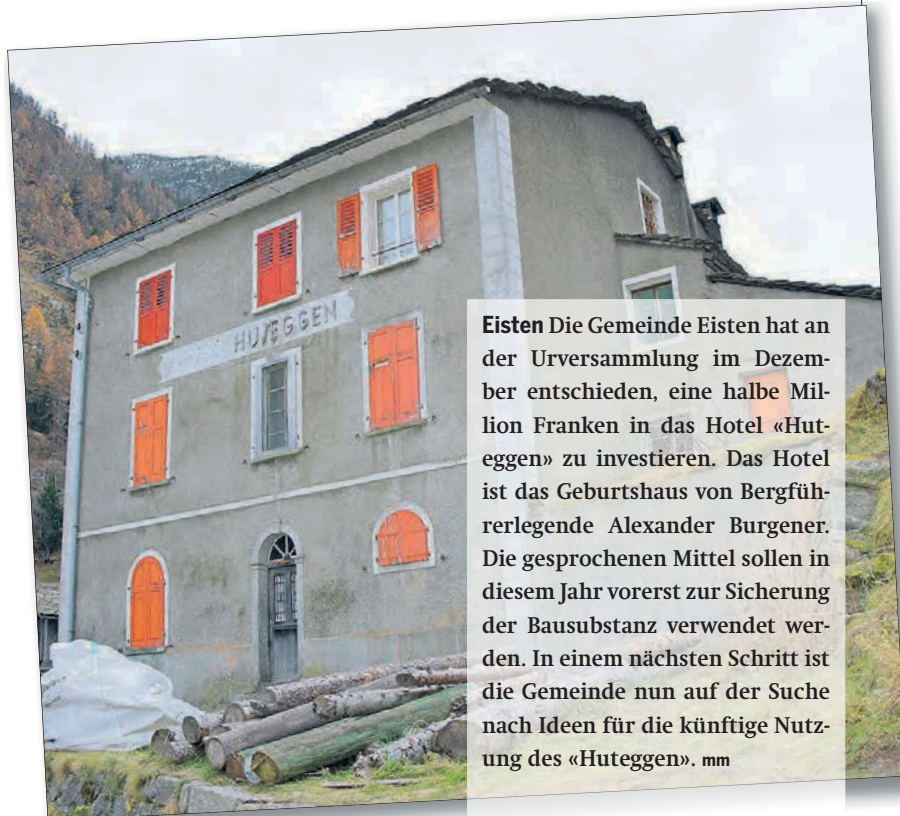 HUTEGGEN
Eisten Die Gemeinde Eisten hat an
der Urversammlung im Dezem-
ber entschieden, eine halbe Mil-
lion Franken in das Hotel «Hut-
eggen» zu investieren. Das Hotel
ist das Geburtshaus von Bergfüh-
rerlegende Alexander Burgener.
Die gesprochenen Mittel sollen in
diesem Jahr vorerst zur Sicherung
der Bausubstanz verwendet wer-
den. In einem nächsten Schritt ist
die Gemeinde nun auf der Suche
nach Ideen für die künftige Nutz-
ung des «Huteggen». mm